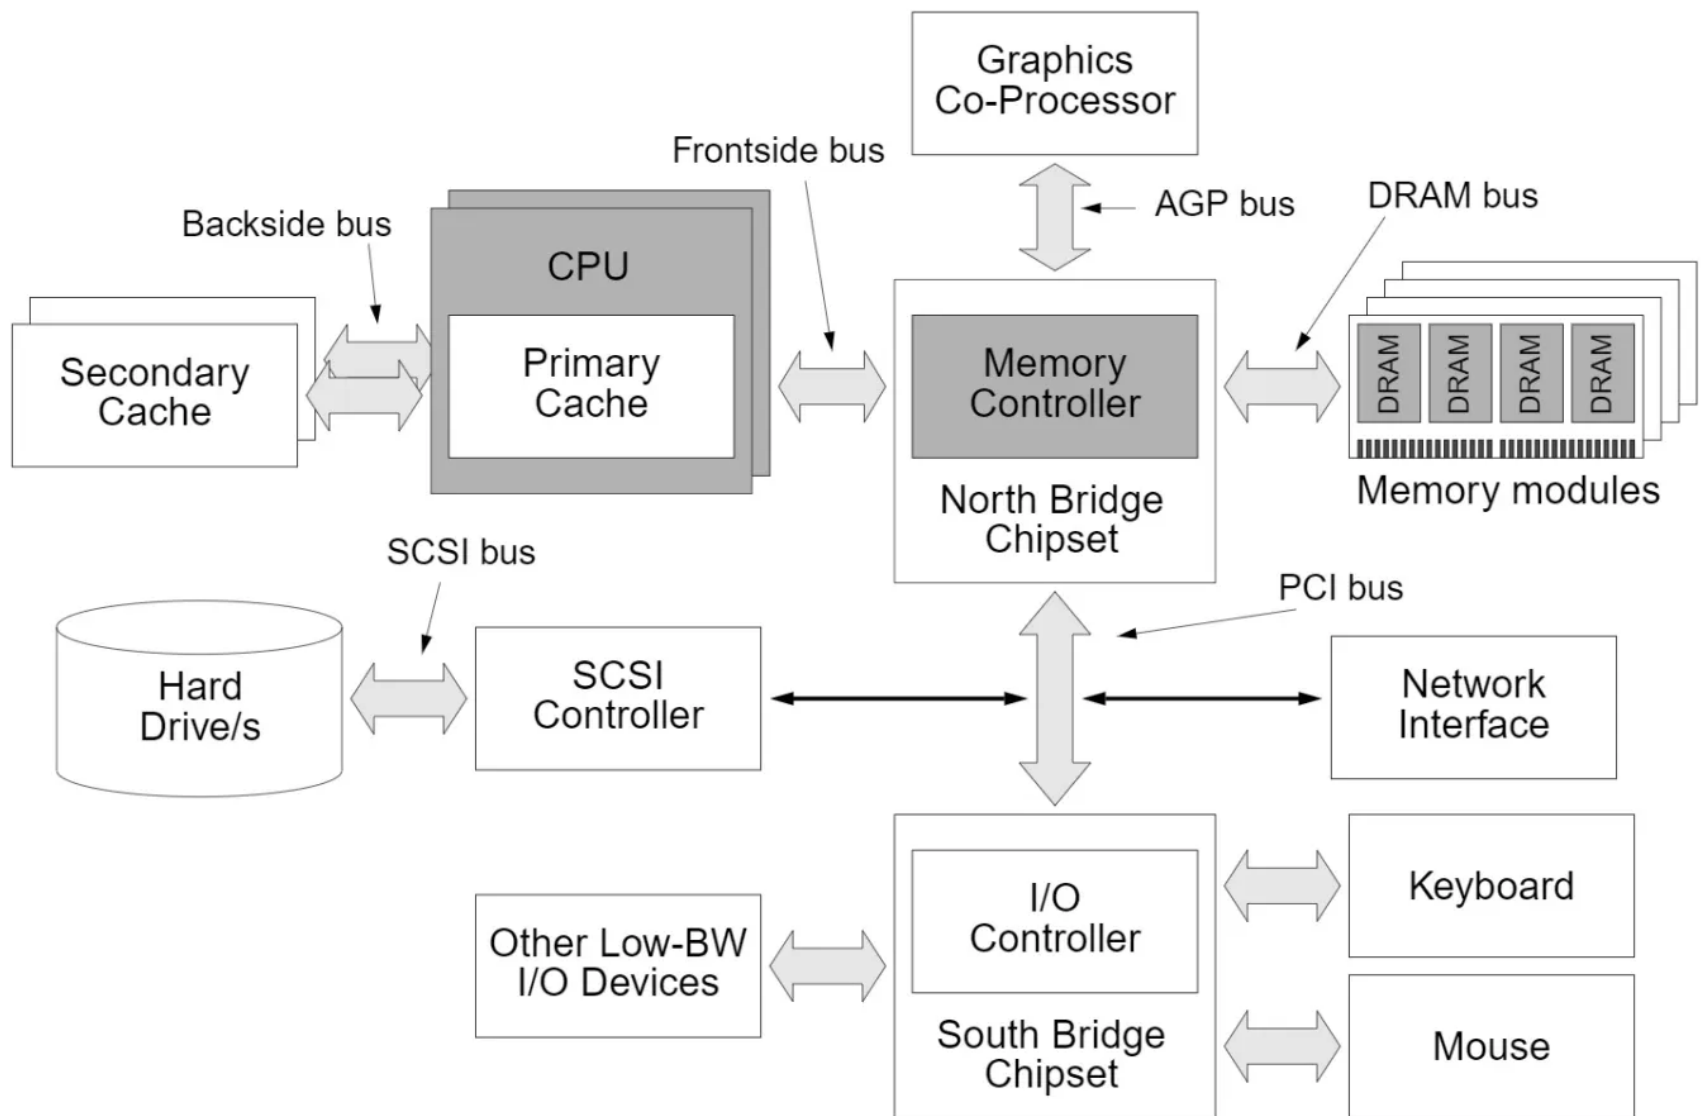 Graphics
Co-Processor
Frontside bus
AGP bus
DRAM bus
Backside bus
CPU
Secondary
Cache
Primary
Cache
Memory
Controller
North Bridge
Chipset
DRAM
DRAM
DRAM
DRAM
Memory modules
SCSI bus
PCI bus
Hard
Drive/s
SCSI
Controller
Network
Interface
Other Low-BW
I/O Devices
I/O
Controller
South Bridge
Chipset
Keyboard
Mouse